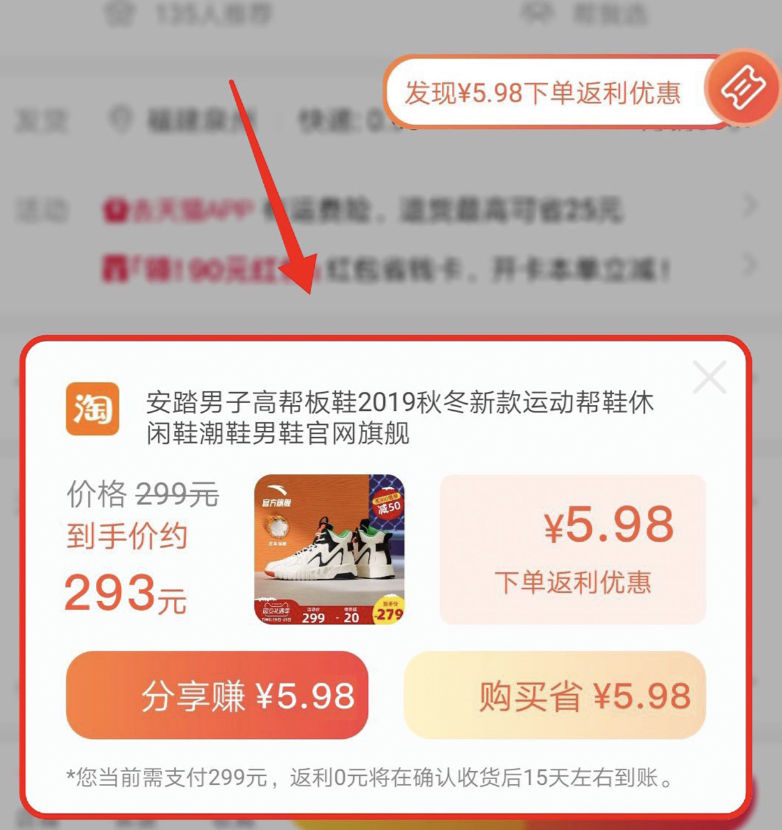 135人推荐
发现¥5.98下单返利优惠
发货
福建泉州
快递: 0.
活动
去天猫APP
运费险，退货最高可省25元
领!90元红
红包省钱卡，开卡本单立减!
淘
安踏男子高帮板鞋2019秋冬新款运动帮鞋休
闲鞋潮鞋男鞋官网旗舰
价格 299元
到手价约
293元
官方旗舰
减50
299 - 20
-279
¥5.98
下单返利优惠
分享赚 ¥5.98
购买省 ¥5.98
*您当前需支付299元，返利0元将在确认收货后15天左右到账。